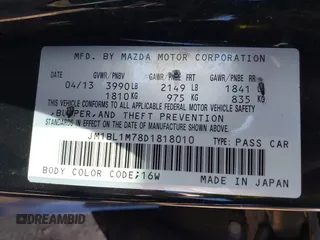 MFD. BY MAZDA MOTOR CORPORATION
GVWR/PNBV GAWR/PNBE FF GAWR/PNBE RR
04/13 3990LB 2149 LB 1841
1810KG 975 KG 835 KG
THIS VEHICLE CONFORMS TO ALL APPLICABLE
FEDERAL MOTOR VEHICLE SAFETY,
BUMPER, AND THEFT PREVENTION
STANDARDS IN EFFECT ON THE DATE OF
MANUFACTURE SHOWN ABOVE.
JM1BL1M78D1818010 TYPE: PASS CAR
BODY COLOR CODE:16W MADE IN JAPAN
DREAMBID